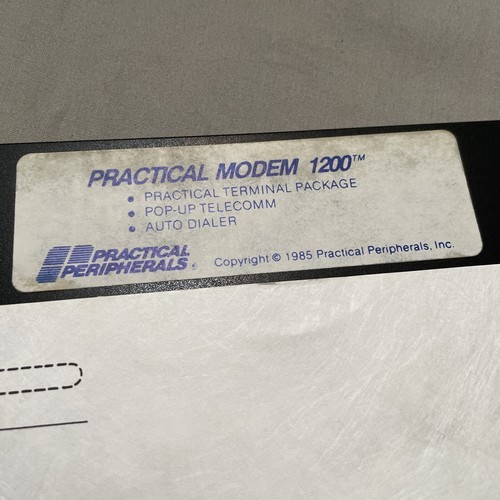 PRACTICAL MODEM 1200™
• PRACTICAL TERMINAL PACKAGE
• POP-UP TELECOMM
• AUTO DIALER
PRACTICAL
PERIPHERALS®
Copyright © 1985 Practical Peripherals, Inc.